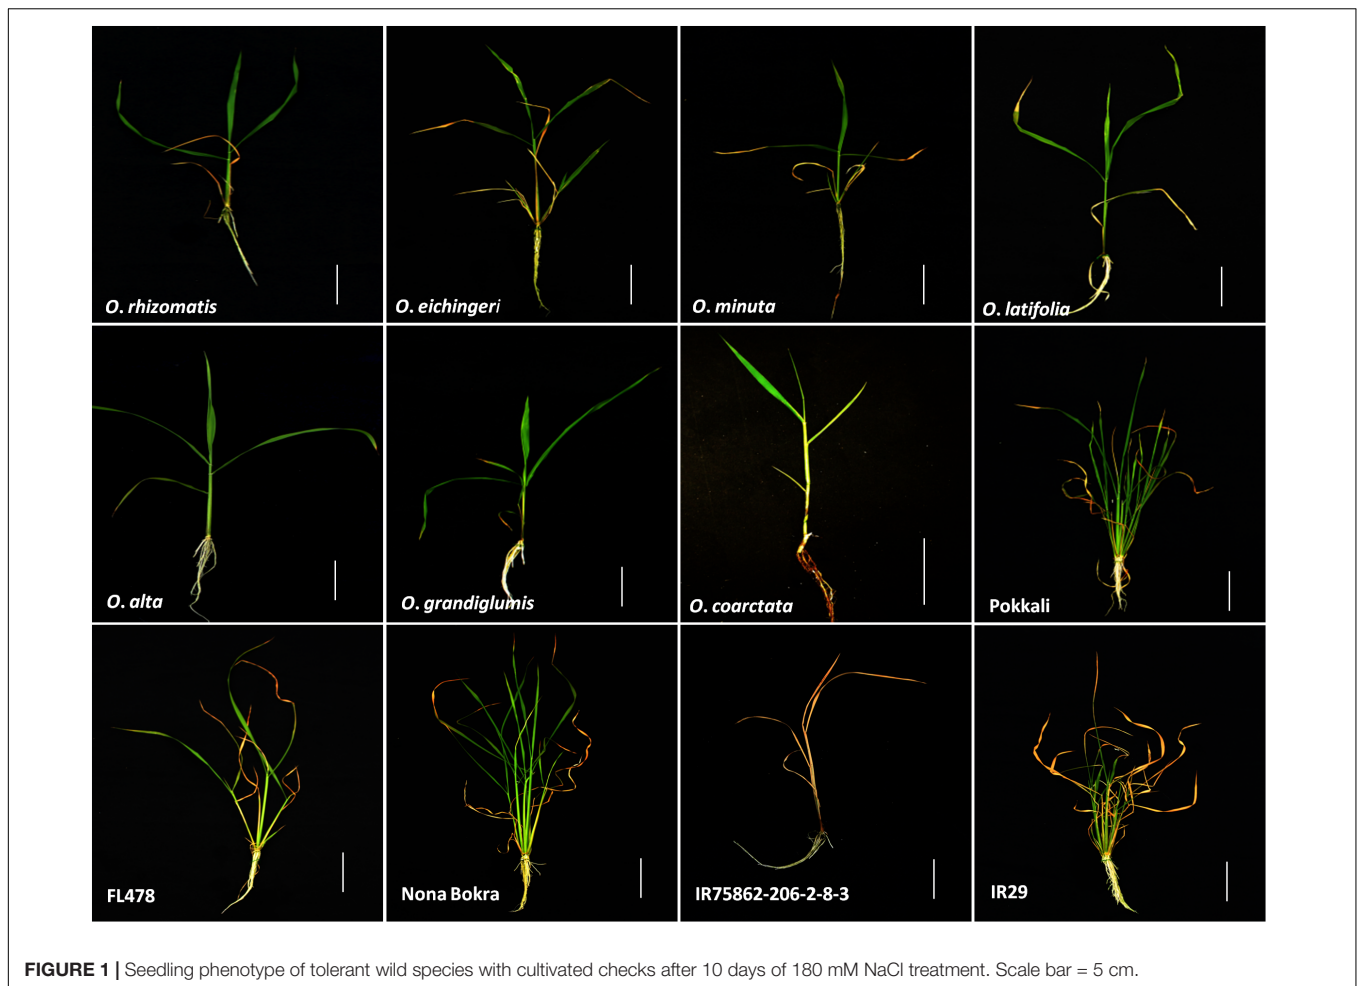 O. rhizomatis
O. eichingeri
O. minuta
O. latifolia
O. alta
O. grandiglumis
O. coarctata
Pokkali
FL478
Nona Bokra
IR75862-206-2-8-3
IR29
FIGURE 1 | Seedling phenotype of tolerant wild species with cultivated checks after 10 days of 180 mM NaCl treatment. Scale bar = 5 cm.